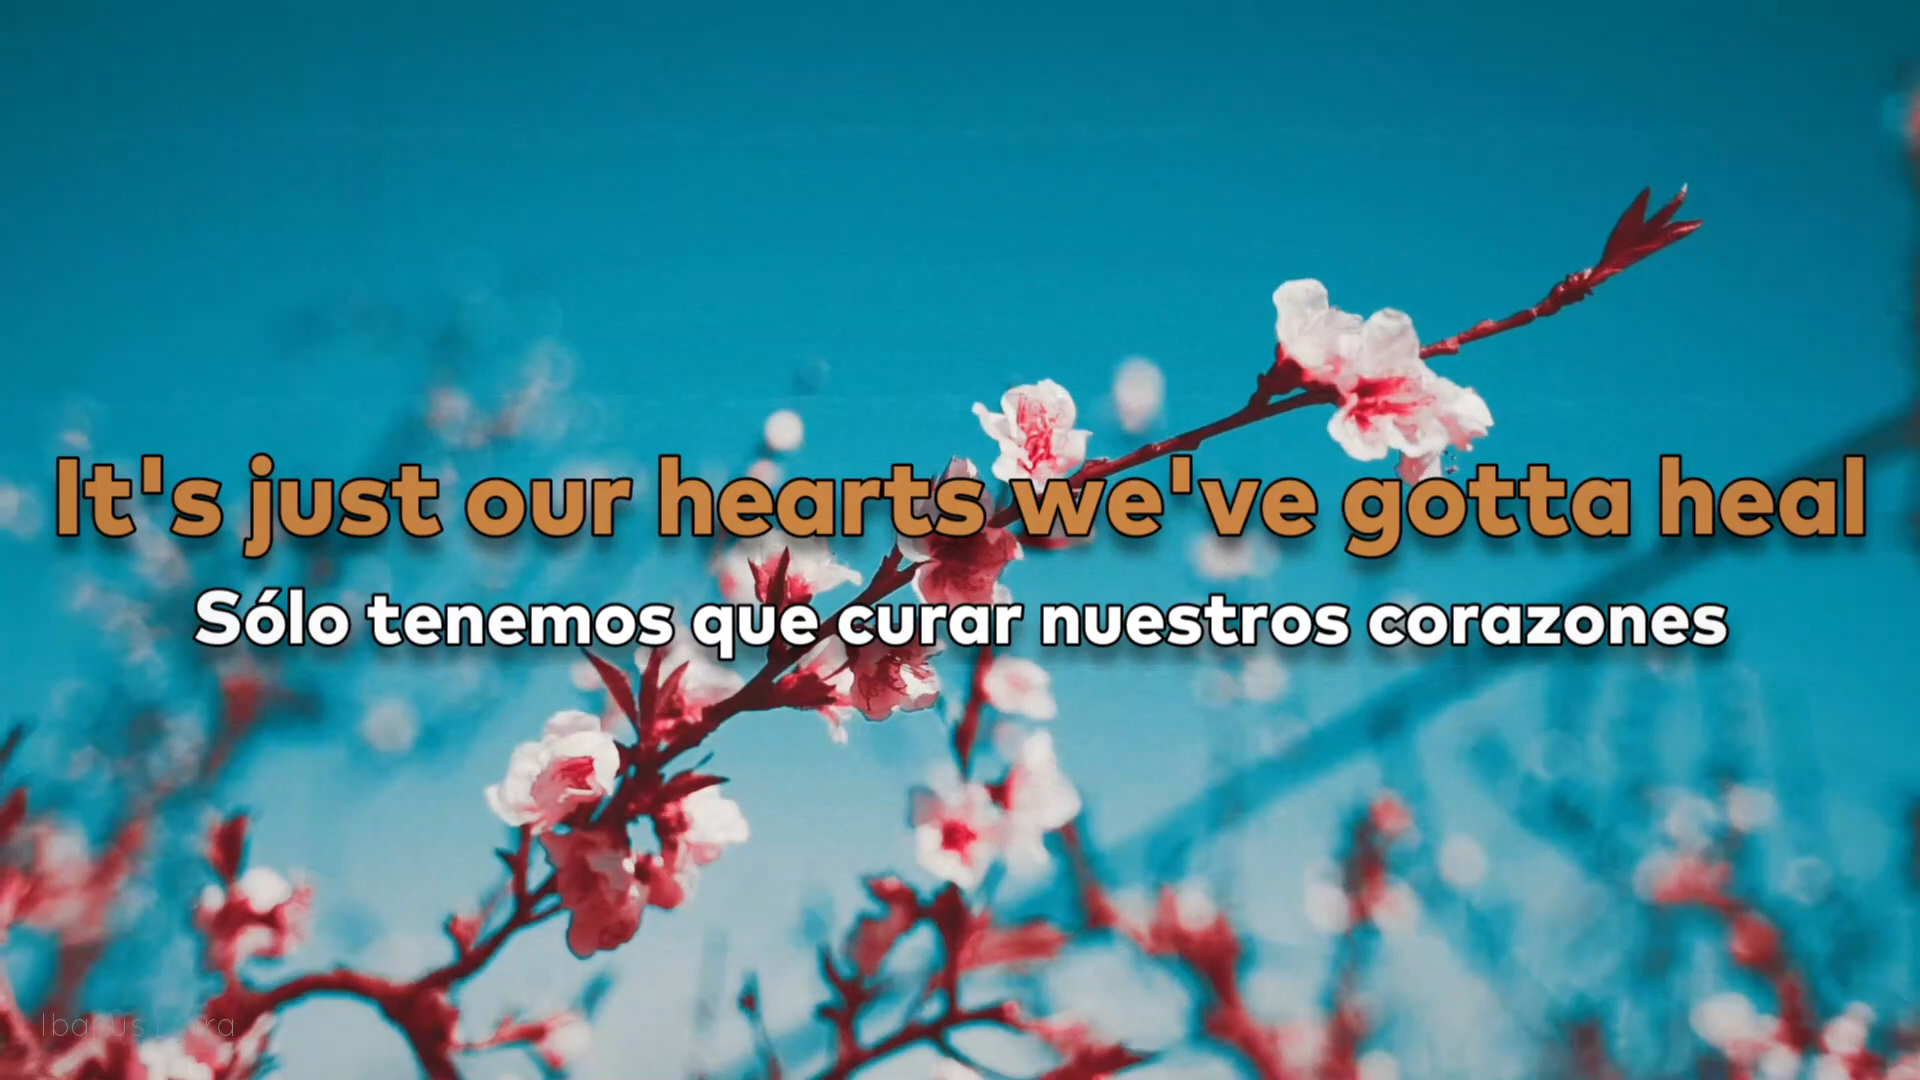 It's just our hearts we've gotta heal
Sólo tenemos que curar nuestros corazones